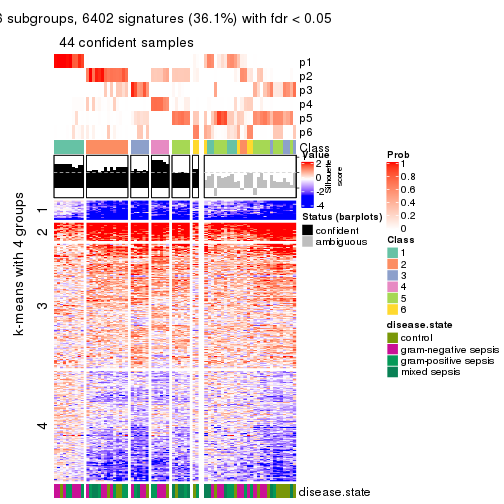 6 subgroups, 6402 signatures (36.1%) with fdr < 0.05
44 confident samples
p1
p2
p3
p4
p5
p6
Class
Silhouette score
k-means with 4 groups
1
2
3
4
disease.state
Value
2
0
-2
-4
Status (barplots)
confident
ambiguous
Prob
1
0.8
0.6
0.4
0.2
0
Class
1
2
3
4
5
6
disease.state
control
gram-negative sepsis
gram-positive sepsis
mixed sepsis